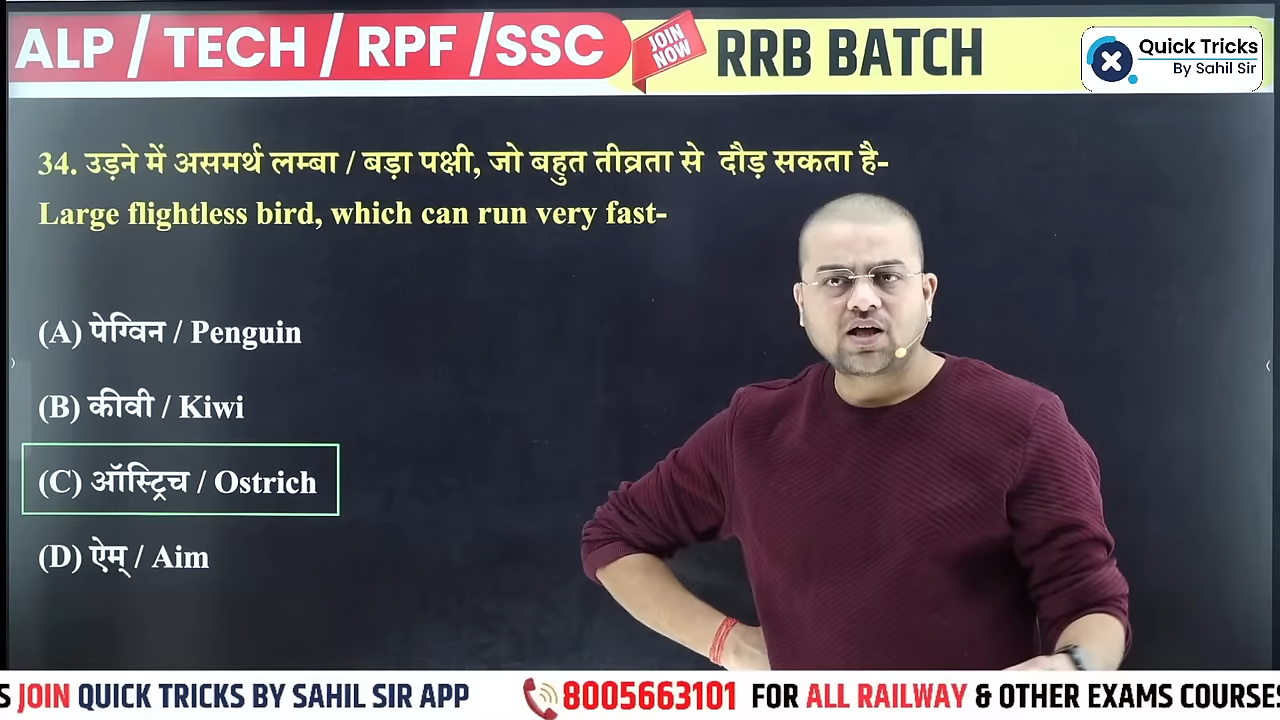 ALP / TECH / RPF / SSC
JOIN NOW
RRB BATCH
Quick Tricks
By Sahil Sir
34. उड़ने में असमर्थ लम्बा / बड़ा पक्षी, जो बहुत तीव्रता से दौड़ सकता है-
Large flightless bird, which can run very fast-
(A) पेग्विन / Penguin
(B) कीवी / Kiwi
(C) ऑस्ट्रिच / Ostrich
(D) ऐम् / Aim
S JOIN QUICK TRICKS BY SAHIL SIR APP 8005663101 FOR ALL RAILWAY & OTHER EXAMS COURSES